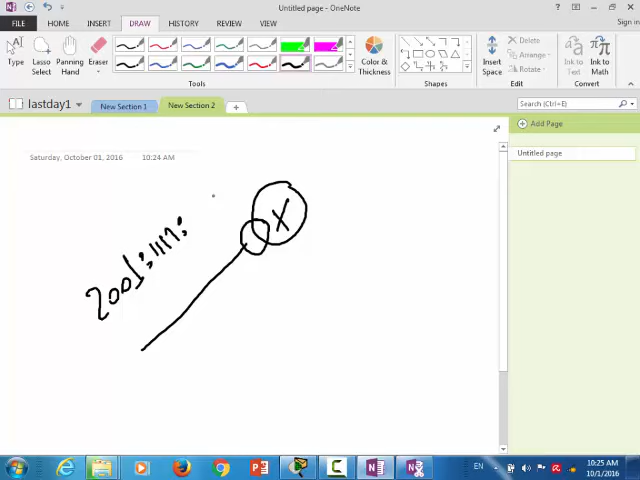 Untitled page - OneNote
FILE HOME INSERT DRAW HISTORY REVIEW VIEW
Sign in
Type
Lasso Select
Panning Hand
Eraser
Color & Thickness
Insert Space
Delete
Arrange
Rotate
Ink to Text
Ink to Math
Tools
Shapes
Edit
Convert
lastday1 New Section 1 New Section 2 +
Search (Ctrl+E)
Add Page
Untitled page
Saturday, October 01, 2016 10:24 AM
2001:1111:
X
EN
10:25 AM
10/1/2016